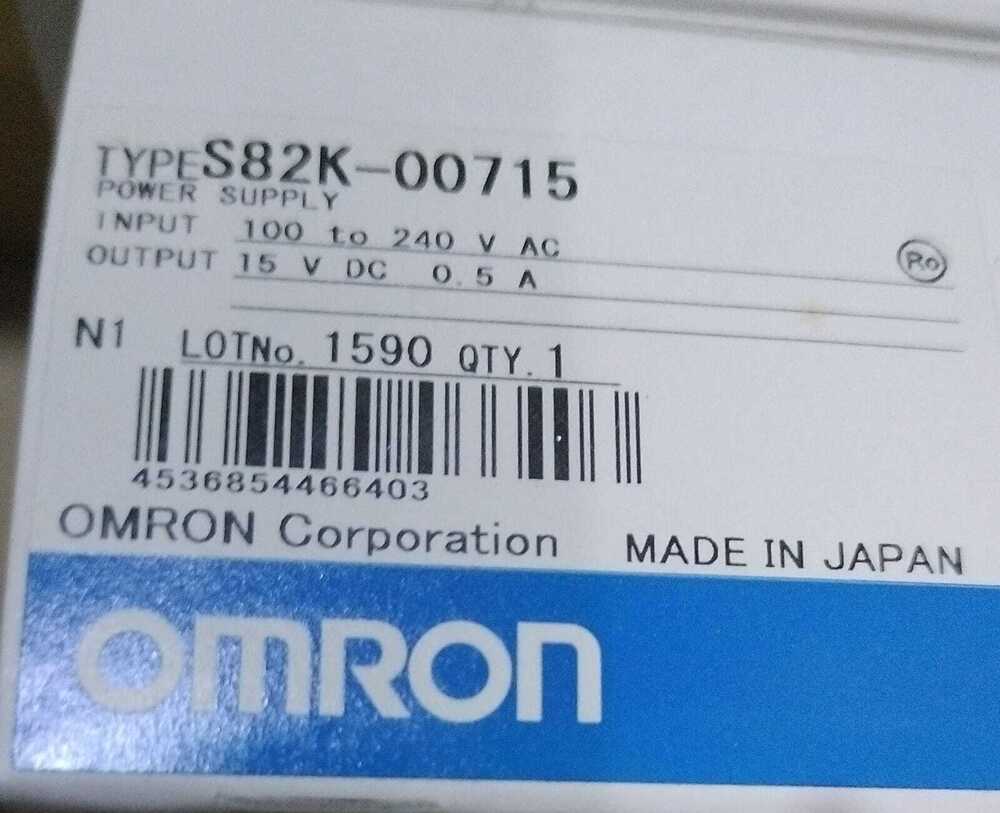 TYPE S82K-00715
POWER SUPPLY
INPUT 100 to 240 V AC
OUTPUT 15 V DC 0.5 A
Ro
N1 LOTNo. 1590 QTY. 1
4536854466403
OMRON Corporation MADE IN JAPAN
OMRON